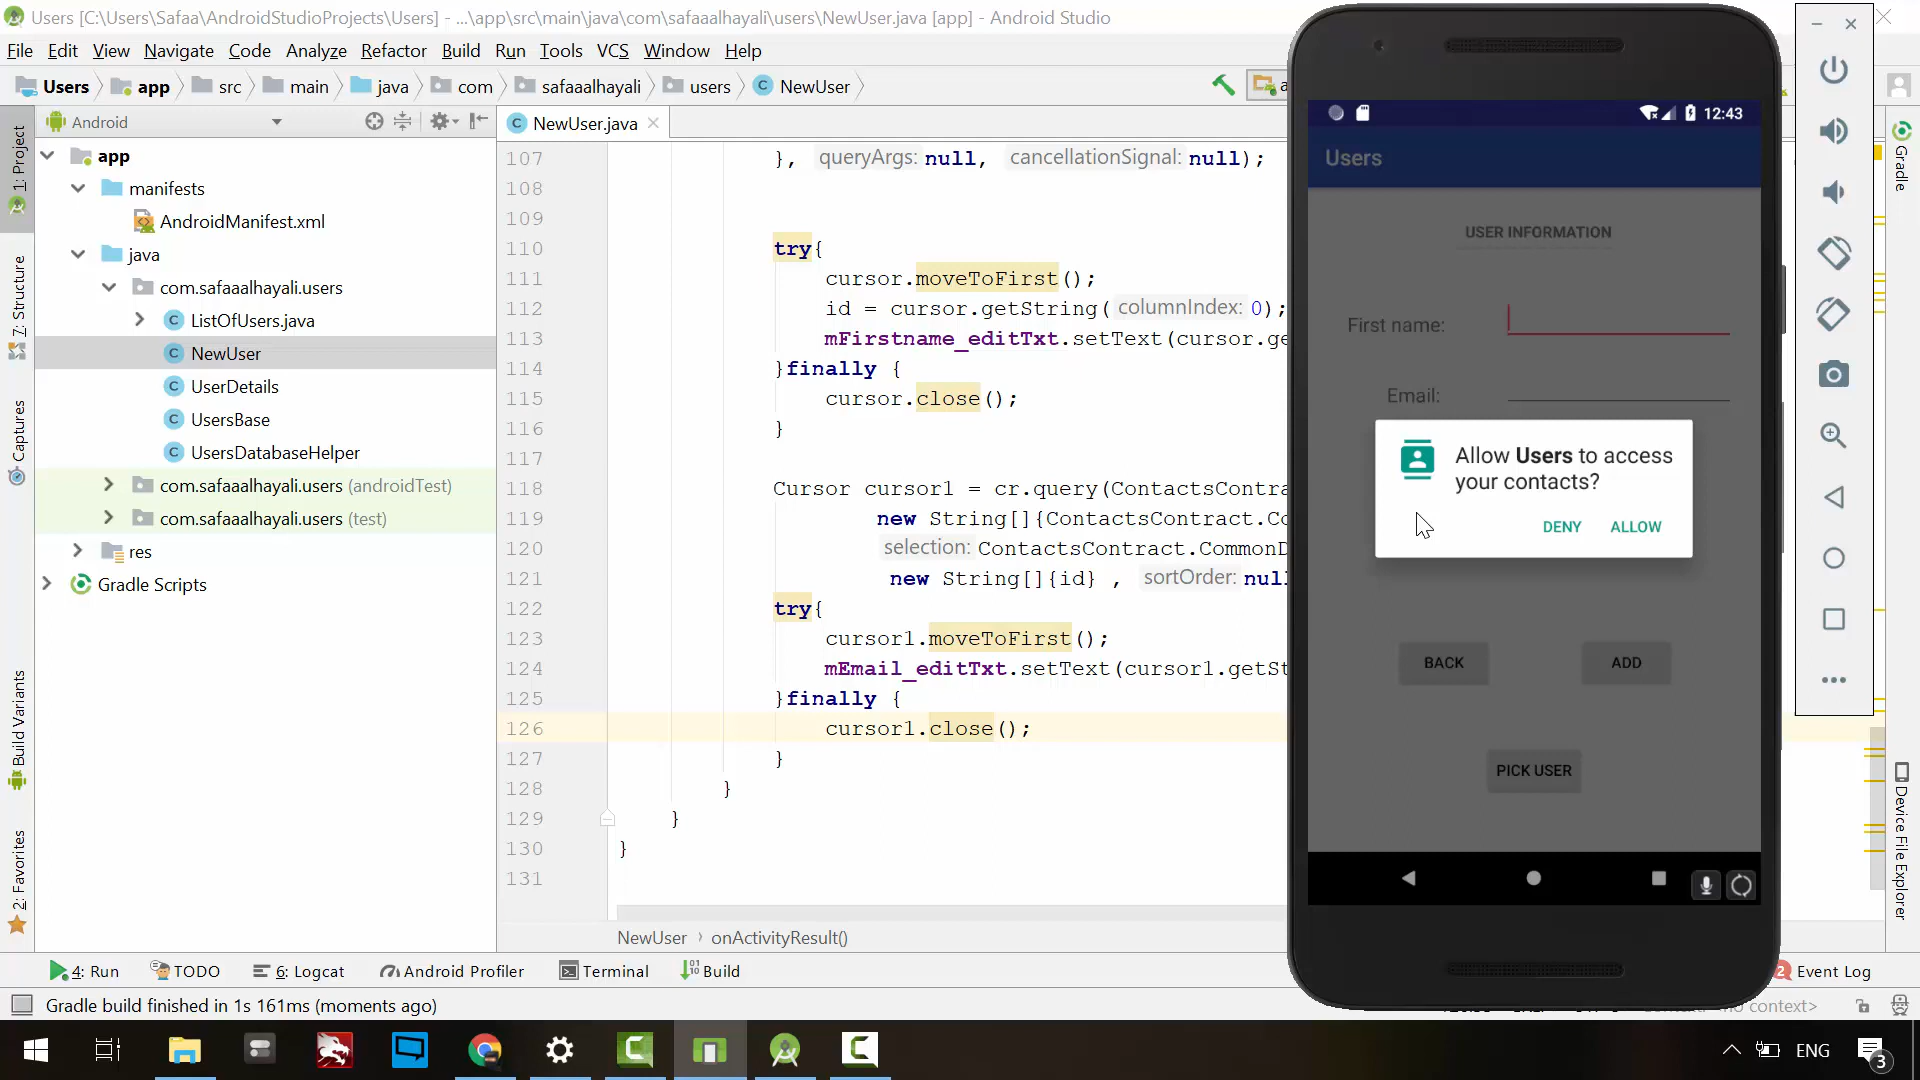 Users [C:\Users\Safaa\AndroidStudioProjects\Users] - ...\app\src\main\java\com\safaaalhayali\users\NewUser.java [app] - Android Studio
File Edit View Navigate Code Analyze Refactor Build Run Tools VCS Window Help
Users app src main java com safaaalhayali users NewUser
Android
NewUser.java
1: Project
7: Structure
Captures
Build Variants
2: Favorites
app
manifests
AndroidManifest.xml
java
com.safaaalhayali.users
ListOfUsers.java
NewUser
UserDetails
UsersBase
UsersDatabaseHelper
com.safaaalhayali.users (androidTest)
com.safaaalhayali.users (test)
res
Gradle Scripts
107 }, queryArgs: null, cancellationSignal: null);
108
109
110 try{
111 cursor.moveToFirst();
112 id = cursor.getString( columnIndex: 0);
113 mFirstname_editTxt.setText(cursor.ge
114 }finally {
115 cursor.close();
116 }
117
118 Cursor cursor1 = cr.query(ContactsContra
119 new String[]{ContactsContract.Co
120 selection: ContactsContract.CommonD
121 new String[]{id} , sortOrder: null
122 try{
123 cursor1.moveToFirst();
124 mEmail_editTxt.setText(cursor1.getSt
125 }finally {
126 cursor1.close();
127 }
128 }
129 }
130 }
131
NewUser › onActivityResult()
12:43
Users
USER INFORMATION
First name:
Email:
Allow Users to access
your contacts?
DENY ALLOW
BACK ADD
PICK USER
Gradle
Device File Explorer
4: Run TODO 6: Logcat Android Profiler Terminal Build
2 Event Log
Gradle build finished in 1s 161ms (moments ago)
context>
ENG
3